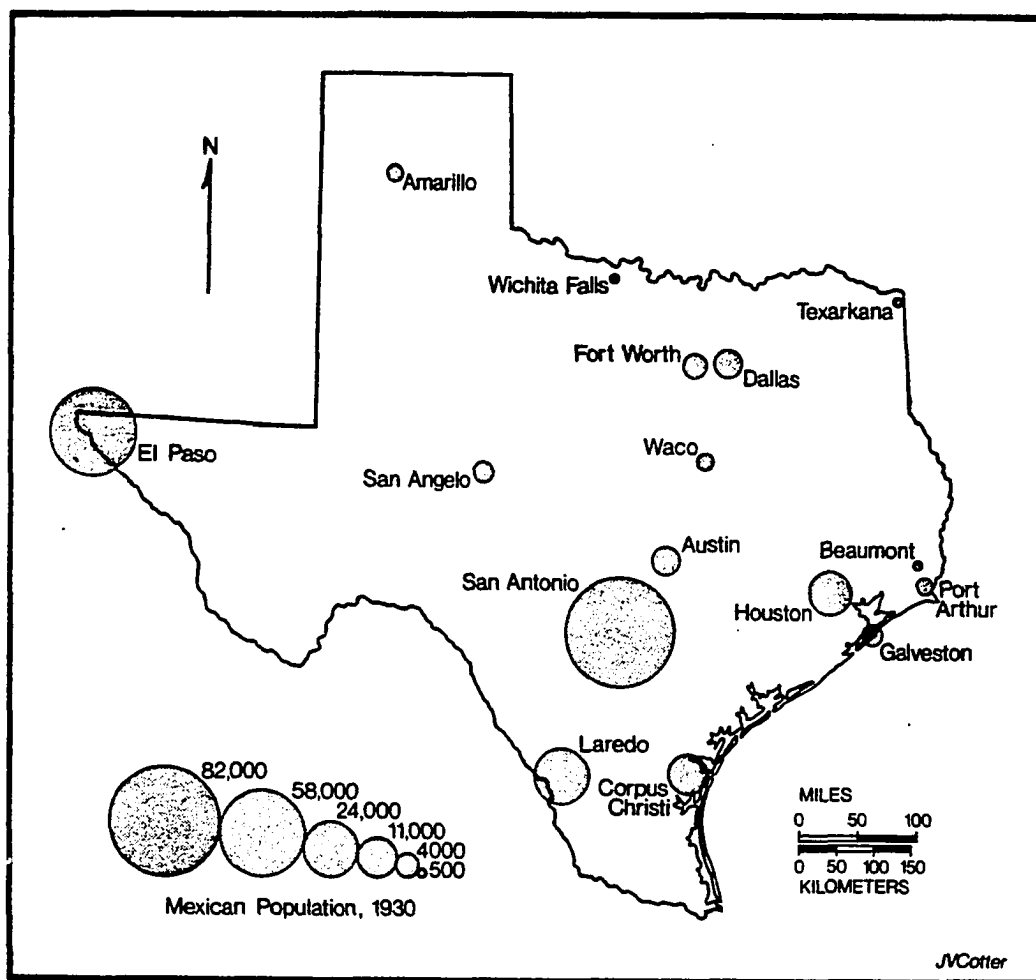 N
Amarillo
Wichita Falls
Texarkana
Fort Worth
Dallas
El Paso
Waco
San Angelo
Austin
Beaumont
San Antonio
Port
Arthur
Houston
Galveston
Laredo
Corpus
Christi
82,000
58,000
24,000
11,000
4000
500
Mexican Population, 1930
MILES
0 50 100
0 50 100 150
KILOMETERS
JVCotter